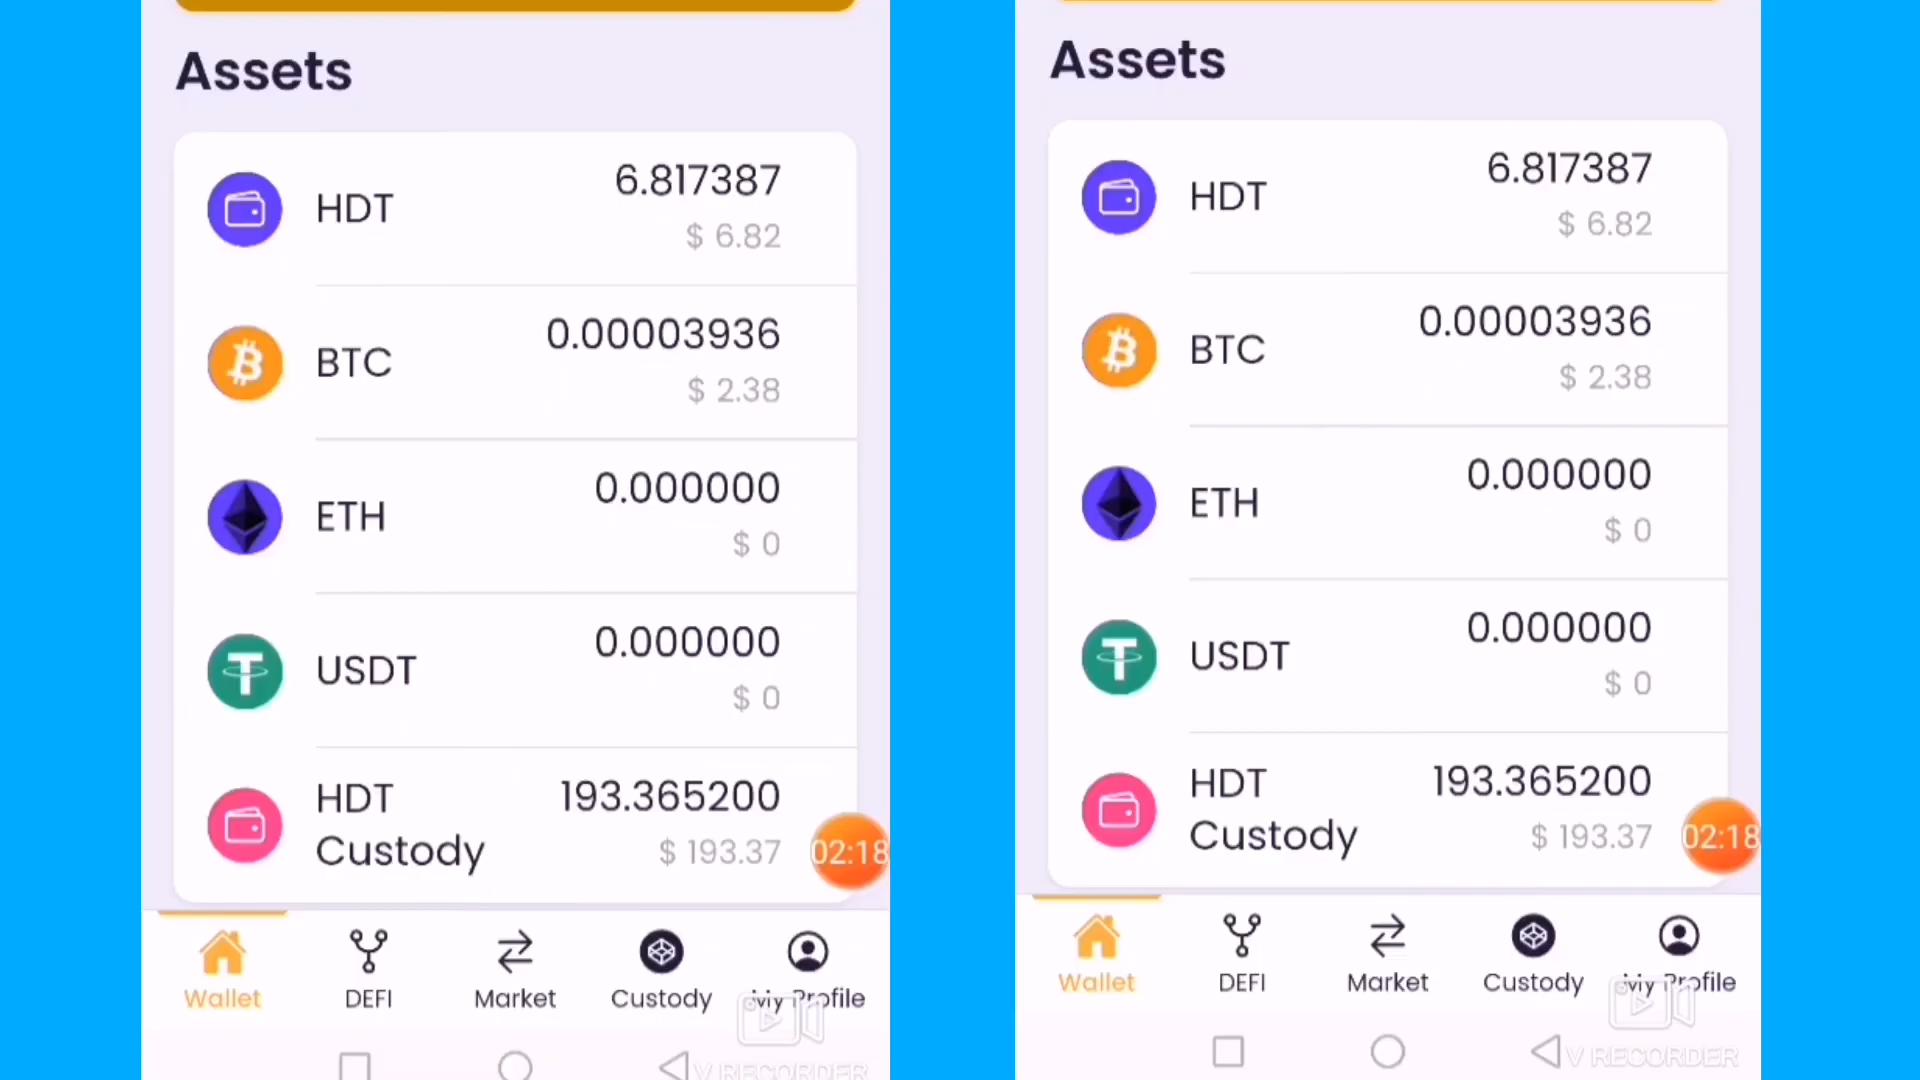 Assets
HDT
6.817387
$ 6.82
BTC
0.00003936
$ 2.38
ETH
0.000000
$ 0
USDT
0.000000
$ 0
HDT
Custody
193.365200
$ 193.37
02:18
Wallet
DEFI
Market
Custody
My Profile
V RECORDER
Assets
HDT
6.817387
$ 6.82
BTC
0.00003936
$ 2.38
ETH
0.000000
$ 0
USDT
0.000000
$ 0
HDT
Custody
193.365200
$ 193.37
02:18
Wallet
DEFI
Market
Custody
My Profile
V RECORDER